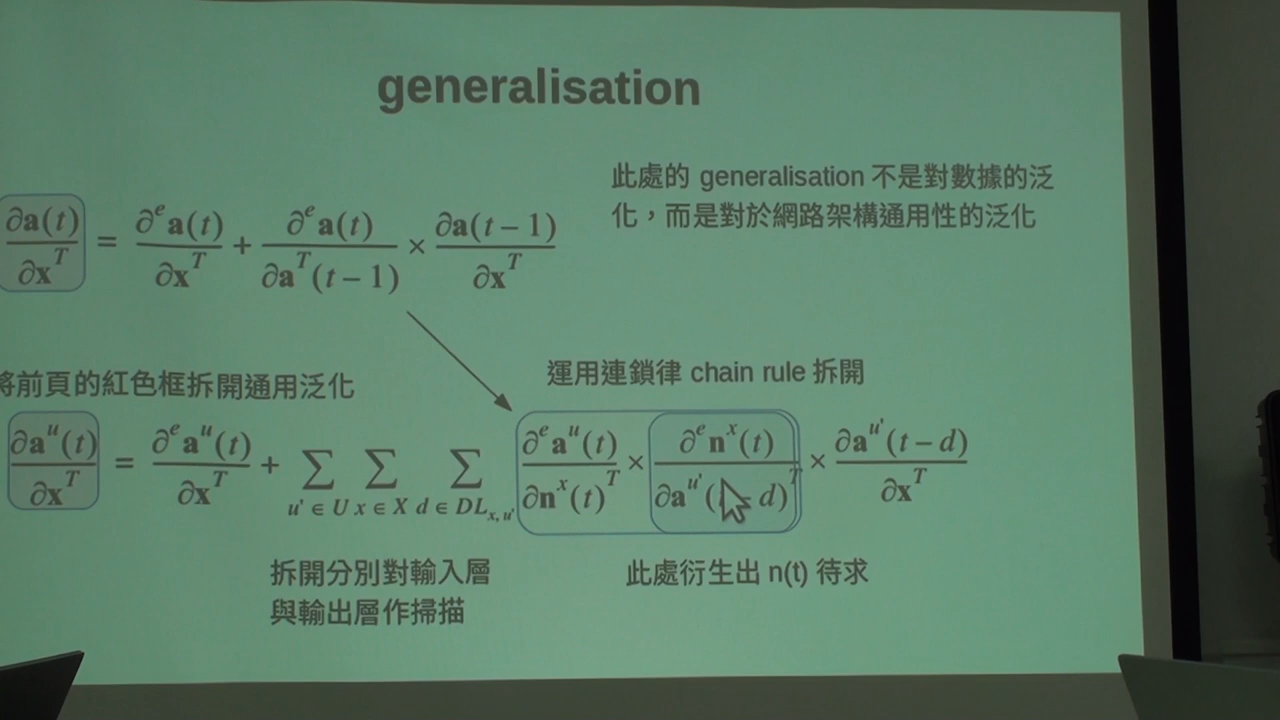 generalisation
此處的 generalisation 不是對數據的泛
化，而是對於網路架構通用性的泛化
∂a(t)/∂x^T = ∂^e a(t)/∂x^T + ∂^e a(t)/∂a^T(t − 1) × ∂a(t − 1)/∂x^T
運用連鎖律 chain rule 拆開
將前頁的紅色框拆開通用泛化
∂a^u(t)/∂x^T = ∂^e a^u(t)/∂x^T + ∑_{u' ∈ U} ∑_{x ∈ X} ∑_{d ∈ DL_{x, u'}} ∂^e a^u(t)/∂n^x(t)^T × ∂^e n^x(t)/∂a^{u'}( − d)^T × ∂a^{u'}(t − d)/∂x^T
拆開分別對輸入層
與輸出層作掃描
此處衍生出 n(t) 待求